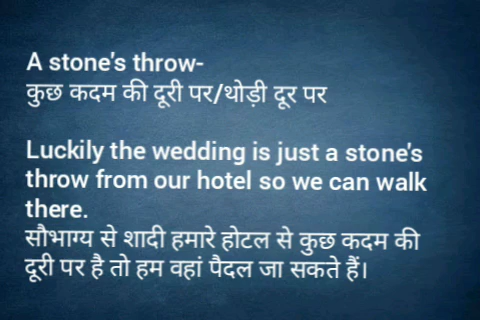 A stone's throw-
कुछ कदम की दूरी पर/थोड़ी दूर पर
Luckily the wedding is just a stone's
throw from our hotel so we can walk
there.
सौभाग्य से शादी हमारे होटल से कुछ कदम की
दूरी पर है तो हम वहां पैदल जा सकते हैं।